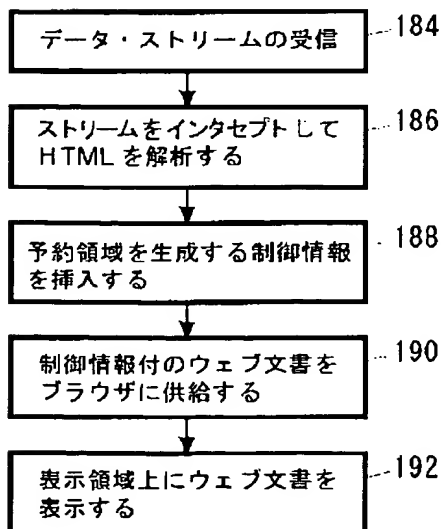 データ・ストリームの受信
184
ストリームをインタセプトして
HTMLを解析する
186
予約領域を生成する制御情報
を挿入する
188
制御情報付のウェブ文書を
ブラウザに供給する
190
表示領域上にウェブ文書を
表示する
192